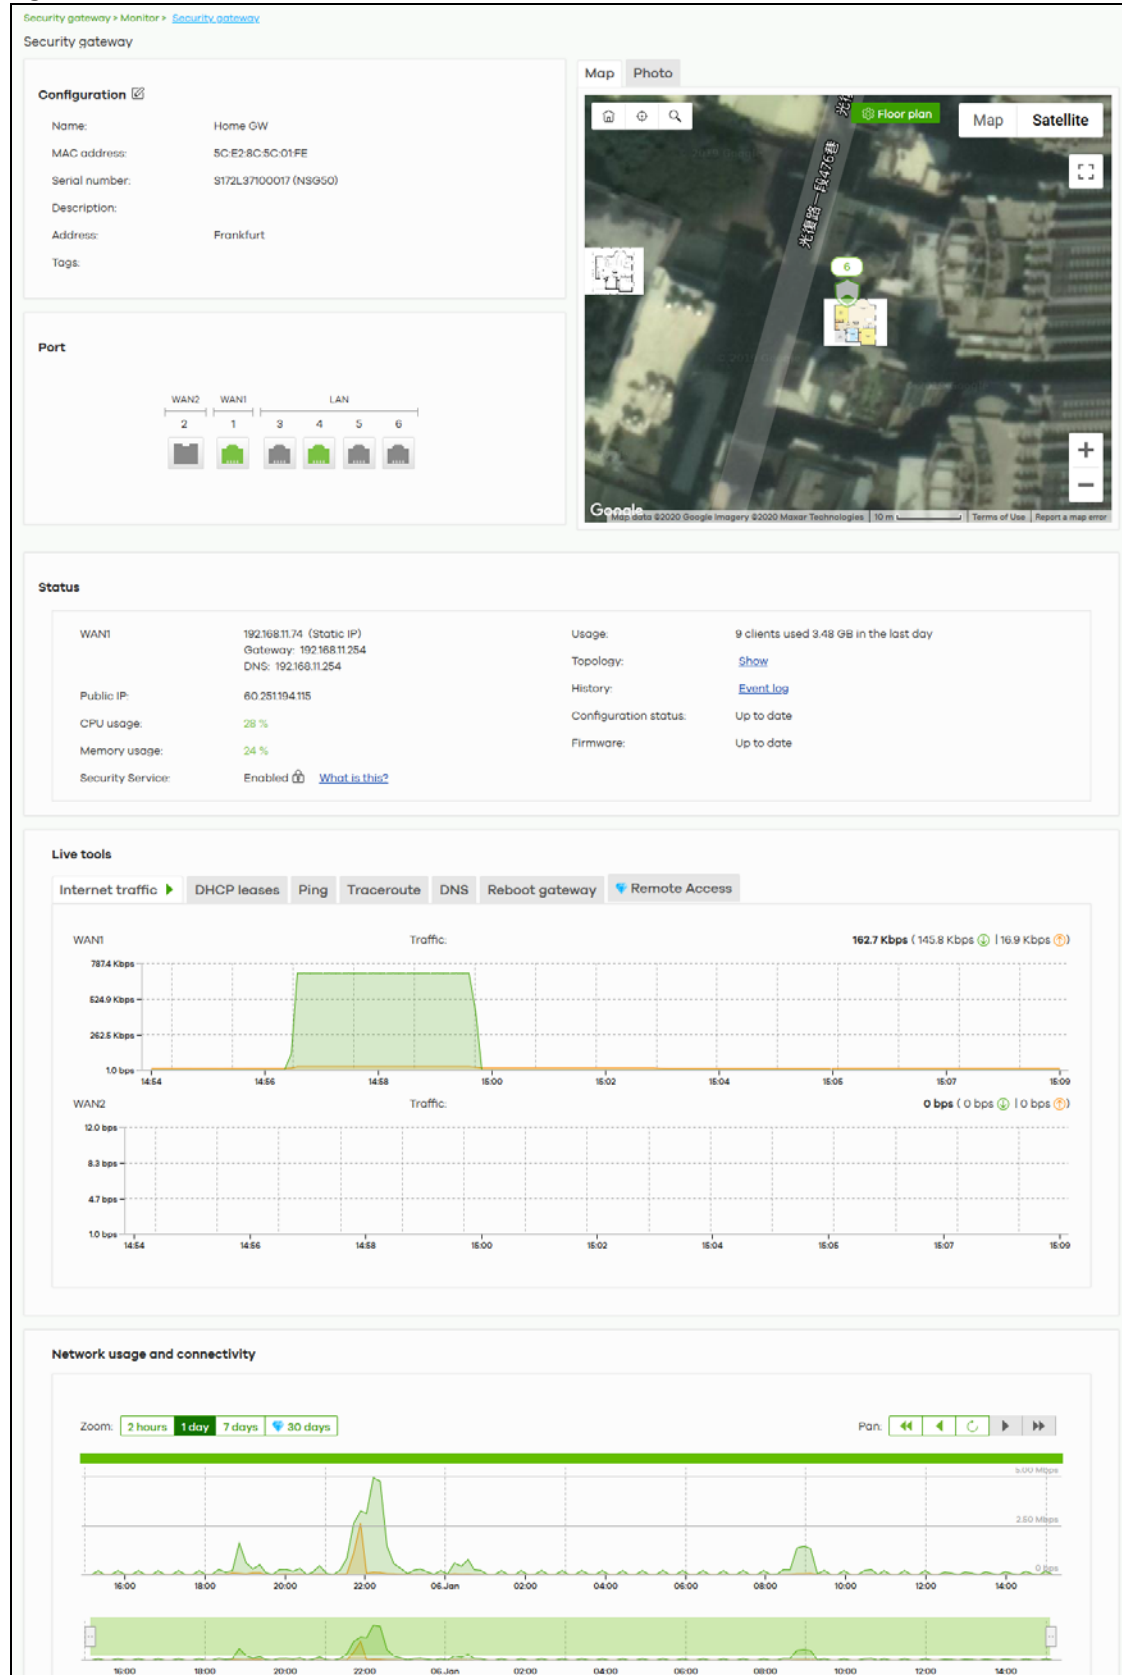 Security gateway > Monitor > Security gateway
Security gateway
Configuration
Name: Home GW
MAC address: 5C:E2:8C:5C:01:FE
Serial number: S172L37100017 (NSG50)
Description:
Address: Frankfurt
Tags:
Port
WAN2 WAN1 LAN
2 1 3 4 5 6
Map Photo
Floor plan
Map Satellite
光復路一段476巷
6
Google
Map data ©2020 Google Imagery ©2020 Maxar Technologies 10 m Terms of Use Report a map error
Status
WAN1 192.168.11.74 (Static IP)
Gateway: 192.168.11.254
DNS: 192.168.11.254
Public IP: 60.251.194.115
CPU usage: 28 %
Memory usage: 24 %
Security Service: Enabled What is this?
Usage: 9 clients used 3.48 GB in the last day
Topology: Show
History: Event log
Configuration status: Up to date
Firmware: Up to date
Live tools
Internet traffic DHCP leases Ping Traceroute DNS Reboot gateway Remote Access
WAN1 Traffic: 162.7 Kbps ( 145.8 Kbps | 16.9 Kbps )
787.4 Kbps
524.9 Kbps
262.5 Kbps
1.0 bps
14:54 14:56 14:58 15:00 15:02 15:04 15:05 15:07 15:09
WAN2 Traffic: 0 bps ( 0 bps | 0 bps )
12.0 bps
8.3 bps
4.7 bps
1.0 bps
14:54 14:56 14:58 15:00 15:02 15:04 15:05 15:07 15:09
Network usage and connectivity
Zoom: 2 hours 1 day 7 days 30 days Pan:
5.00 Mbps
2.50 Mbps
0 bps
16:00 18:00 20:00 22:00 06.Jan 02:00 04:00 06:00 08:00 10:00 12:00 14:00
16:00 18:00 20:00 22:00 06.Jan 02:00 04:00 06:00 08:00 10:00 12:00 14:00